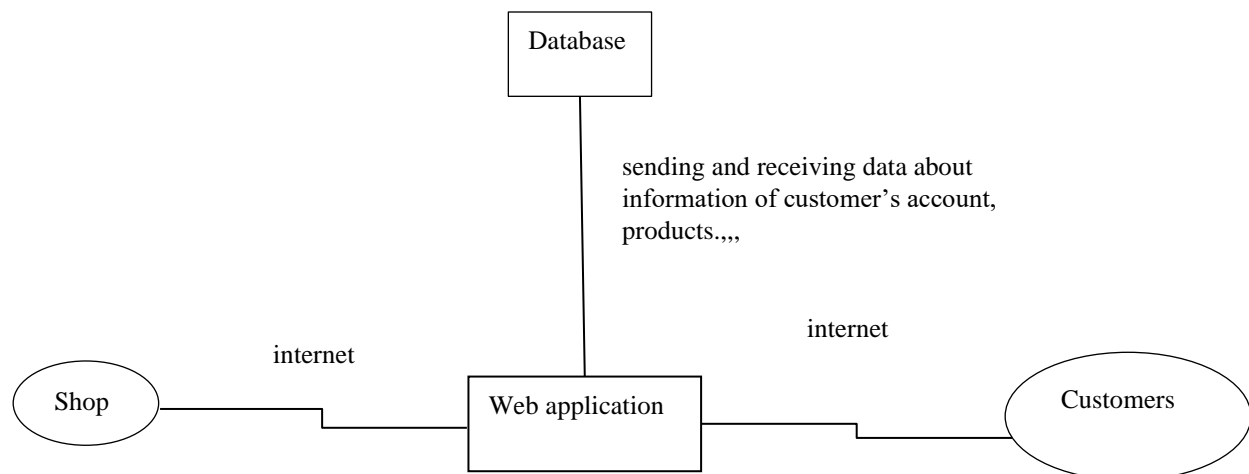 Database
sending and receiving data about
information of customer’s account,
products.,,,
internet
internet
Shop
Web application
Customers